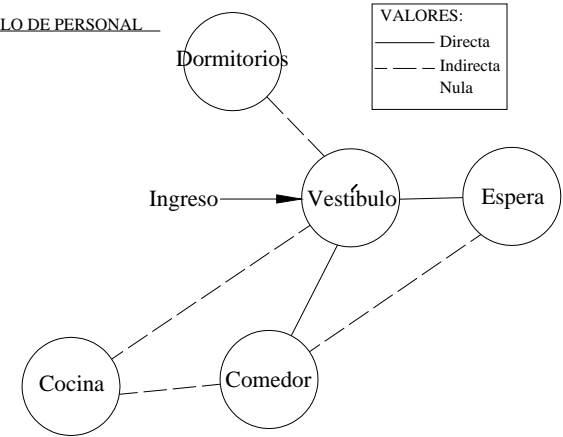 LO DE PERSONAL
VALORES:
Directa
Indirecta
Nula
Dormitorios
Ingreso
Vestíbulo
Espera
Cocina
Comedor